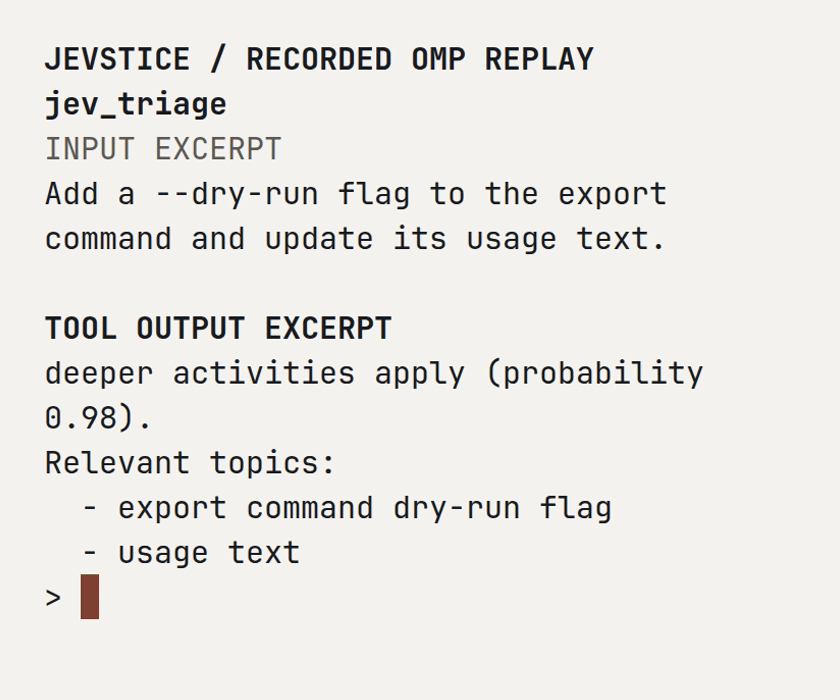 JEVSTICE / RECORDED OMP REPLAY
jev_triage
INPUT EXCERPT
Add a --dry-run flag to the export
command and update its usage text.
TOOL OUTPUT EXCERPT
deeper activities apply (probability
0.98).
Relevant topics:
  - export command dry-run flag
  - usage text
>